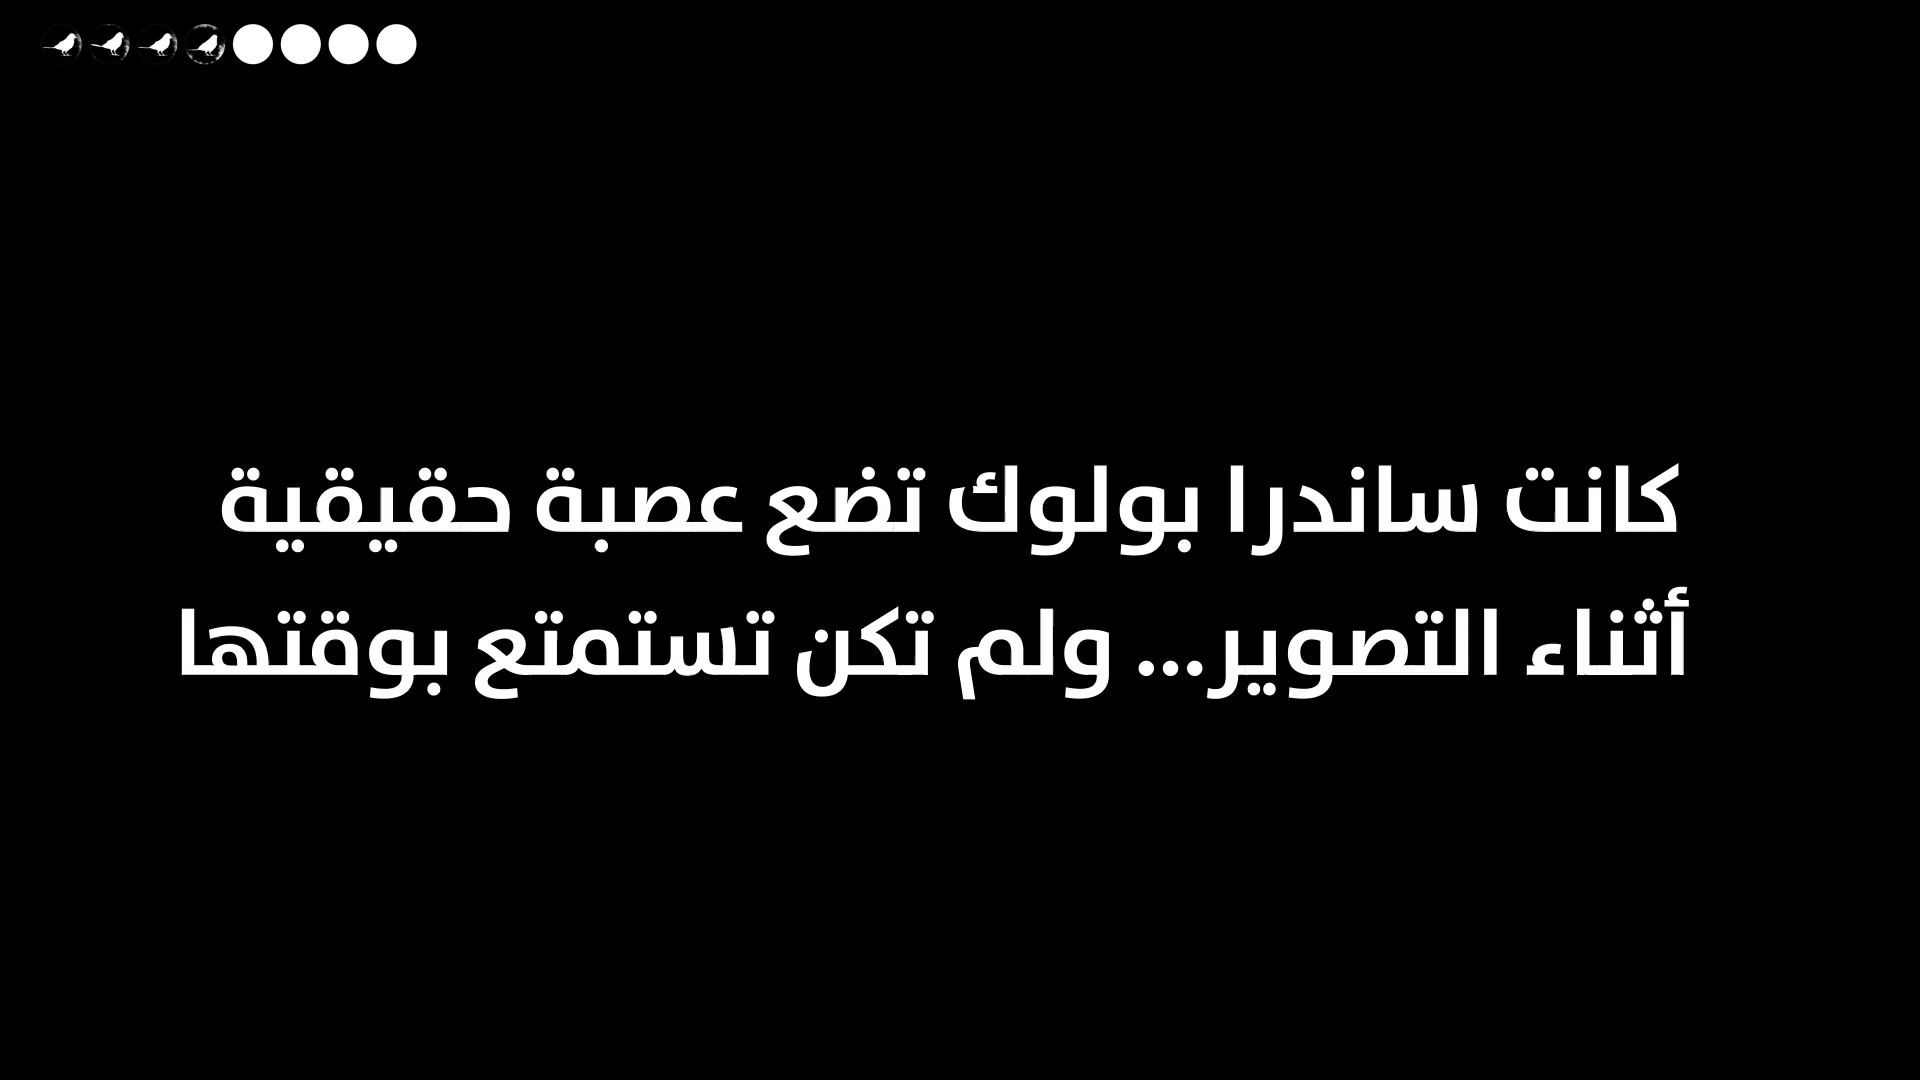 كانت ساندرا بولوك تضع عصبة حقيقية
أثناء التصوير... ولم تكن تستمتع بوقتها